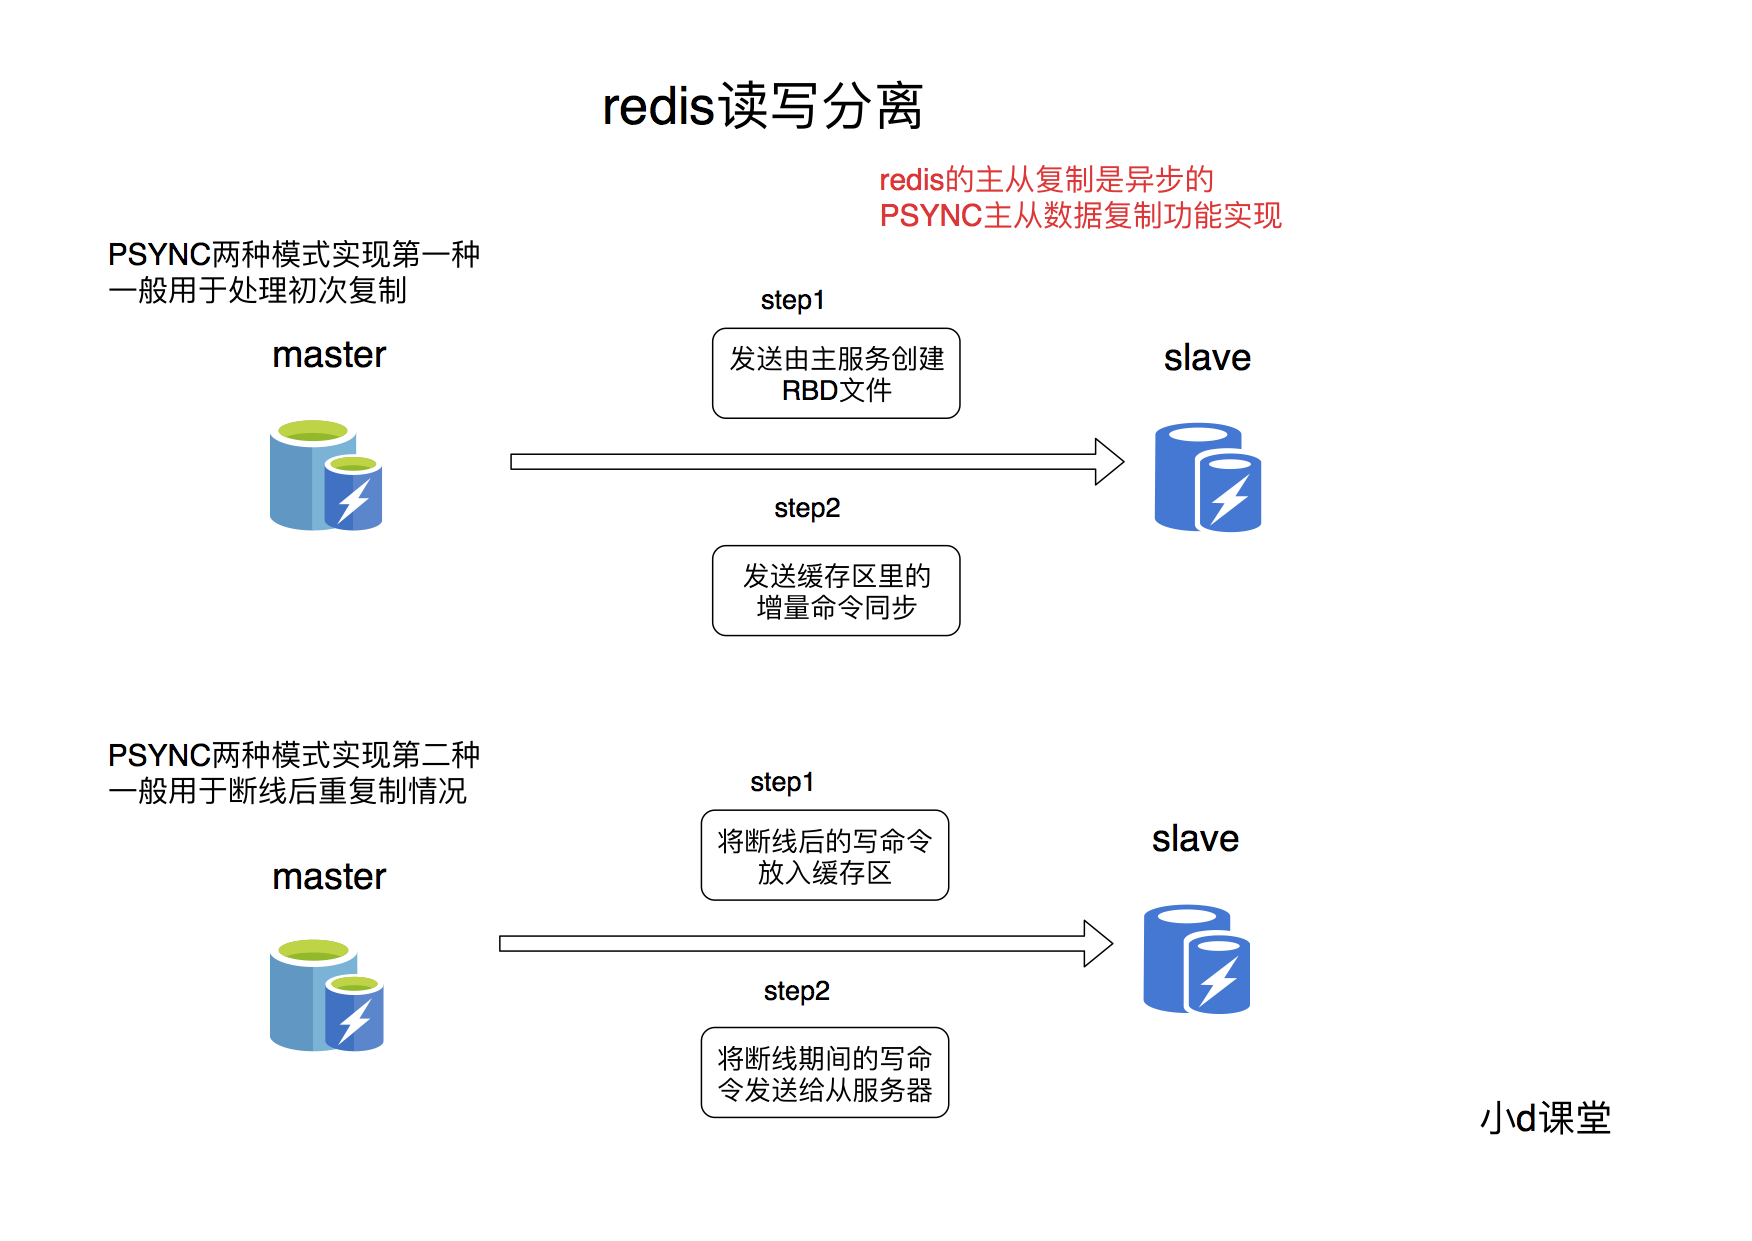 redis读写分离
redis的主从复制是异步的
PSYNC主从数据复制功能实现
PSYNC两种模式实现第一种
一般用于处理初次复制
master
step1
发送由主服务创建
RBD文件
slave
step2
发送缓存区里的
增量命令同步
PSYNC两种模式实现第二种
一般用于断线后重复制情况
master
step1
将断线后的写命令
放入缓存区
slave
step2
将断线期间的写命
令发送给从服务器
小d课堂